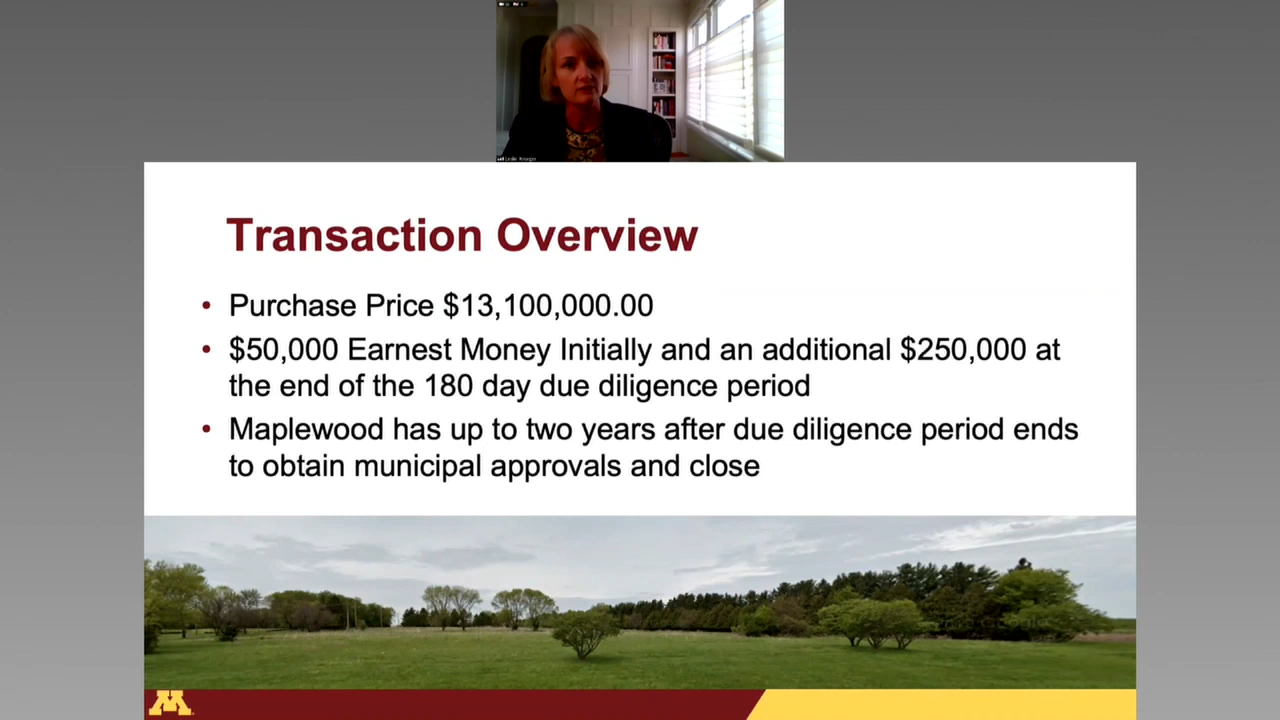 Transaction Overview
• Purchase Price $13,100,000.00
• $50,000 Earnest Money Initially and an additional $250,000 at
the end of the 180 day due diligence period
• Maplewood has up to two years after due diligence period ends
to obtain municipal approvals and close
M